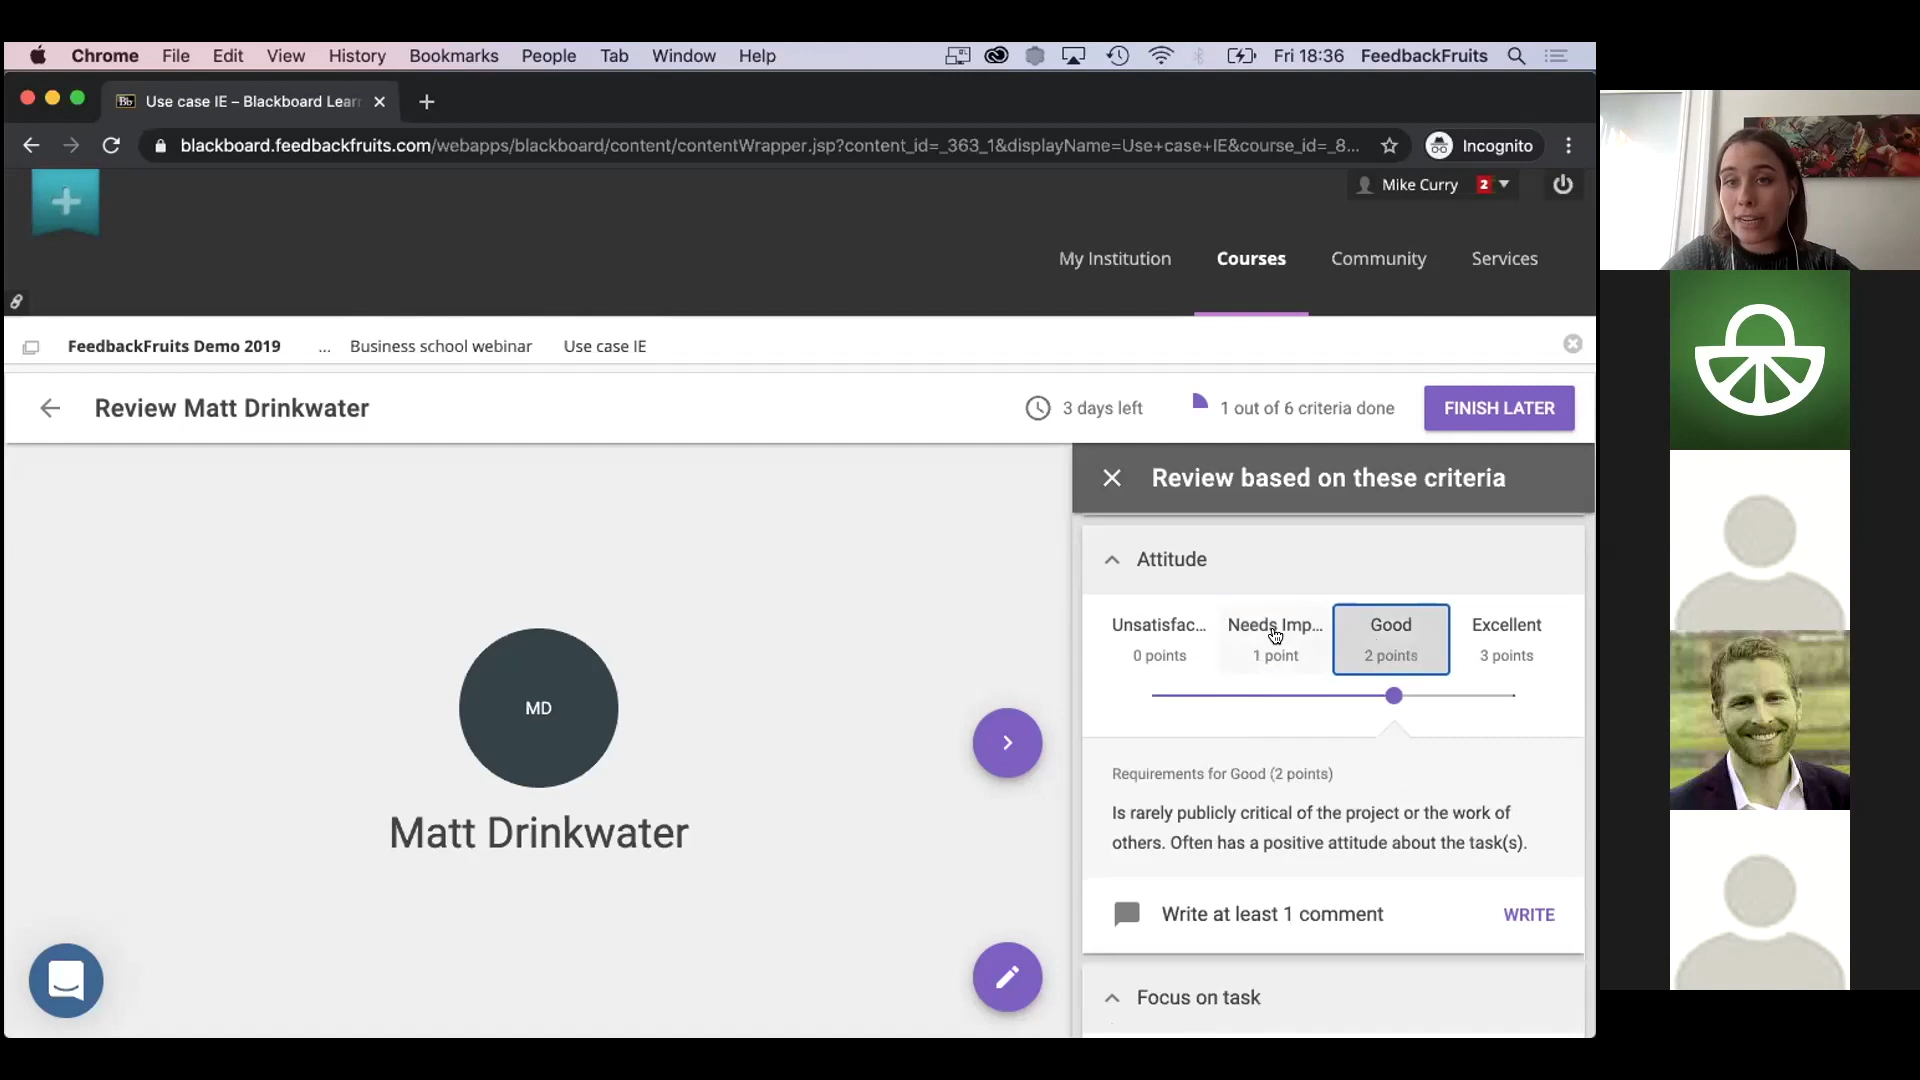 Chrome File Edit View History Bookmarks People Tab Window Help Fri 18:36 FeedbackFruits
Bb Use case IE – Blackboard Lear
blackboard.feedbackfruits.com/webapps/blackboard/content/contentWrapper.jsp?content_id=_363_1&displayName=Use+case+IE&course_id=_8... Incognito
Mike Curry 2
My Institution Courses Community Services
FeedbackFruits Demo 2019 ... Business school webinar Use case IE
Review Matt Drinkwater 3 days left 1 out of 6 criteria done FINISH LATER
Review based on these criteria
Attitude
Unsatisfac... Needs Imp... Good Excellent
0 points 1 point 2 points 3 points
MD
Matt Drinkwater
Requirements for Good (2 points)
Is rarely publicly critical of the project or the work of
others. Often has a positive attitude about the task(s).
Write at least 1 comment WRITE
Focus on task